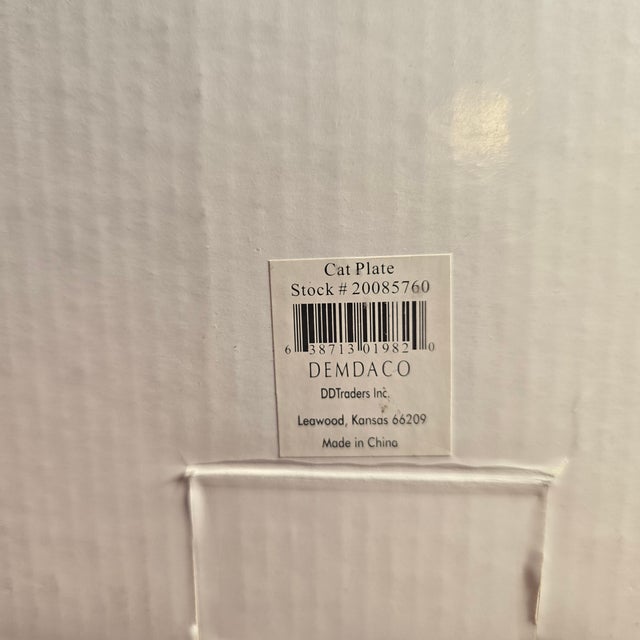 Cat Plate
Stock # 20085760
6 38713 01982 0
DEMDACO
DDTraders Inc.
Leawood, Kansas 66209
Made in China